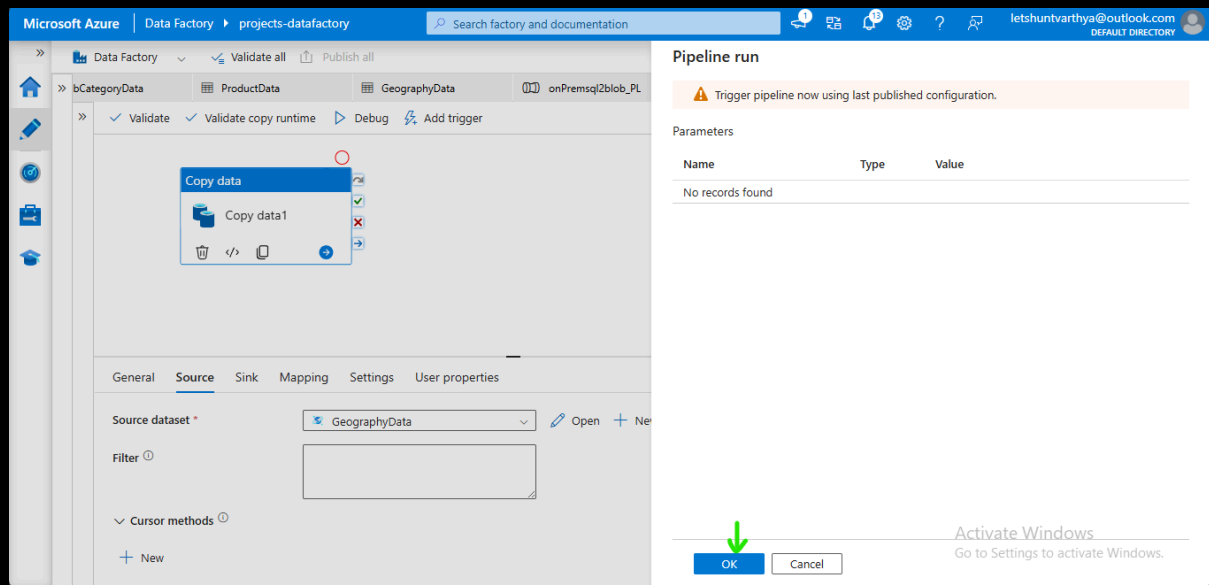 Microsoft Azure
Data Factory
projects-datafactory
Search factory and documentation
1
13
?
letshuntvarthya@outlook.com
DEFAULT DIRECTORY
Data Factory
Validate all
Publish all
bCategoryData
ProductData
GeographyData
onPremsql2blob_PL
Validate
Validate copy runtime
Debug
Add trigger
Copy data
Copy data1
General
Source
Sink
Mapping
Settings
User properties
Source dataset *
GeographyData
Open
Ne
Filter
Cursor methods
New
Pipeline run
Trigger pipeline now using last published configuration.
Parameters
Name Type Value
No records found
Activate Windows
Go to Settings to activate Windows.
OK
Cancel